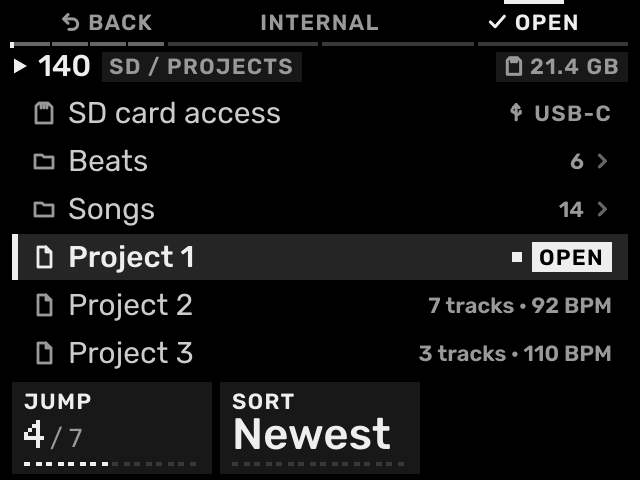 BACK INTERNAL OPEN
140 SD / PROJECTS 21.4 GB
SD card access USB-C
Beats 6
Songs 14
Project 1 OPEN
Project 2 7 tracks • 92 BPM
Project 3 3 tracks • 110 BPM
JUMP SORT
4 / 7 Newest